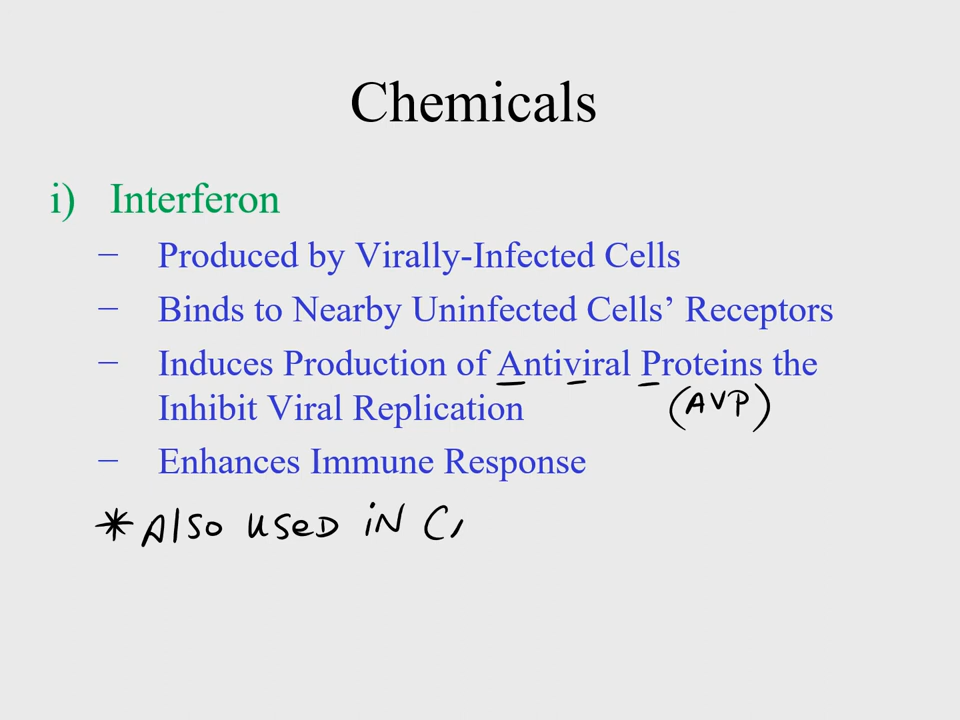 Chemicals
i) Interferon
– Produced by Virally-Infected Cells
– Binds to Nearby Uninfected Cells’ Receptors
– Induces Production of Antiviral Proteins the
Inhibit Viral Replication (AVP)
– Enhances Immune Response
* Also used in C